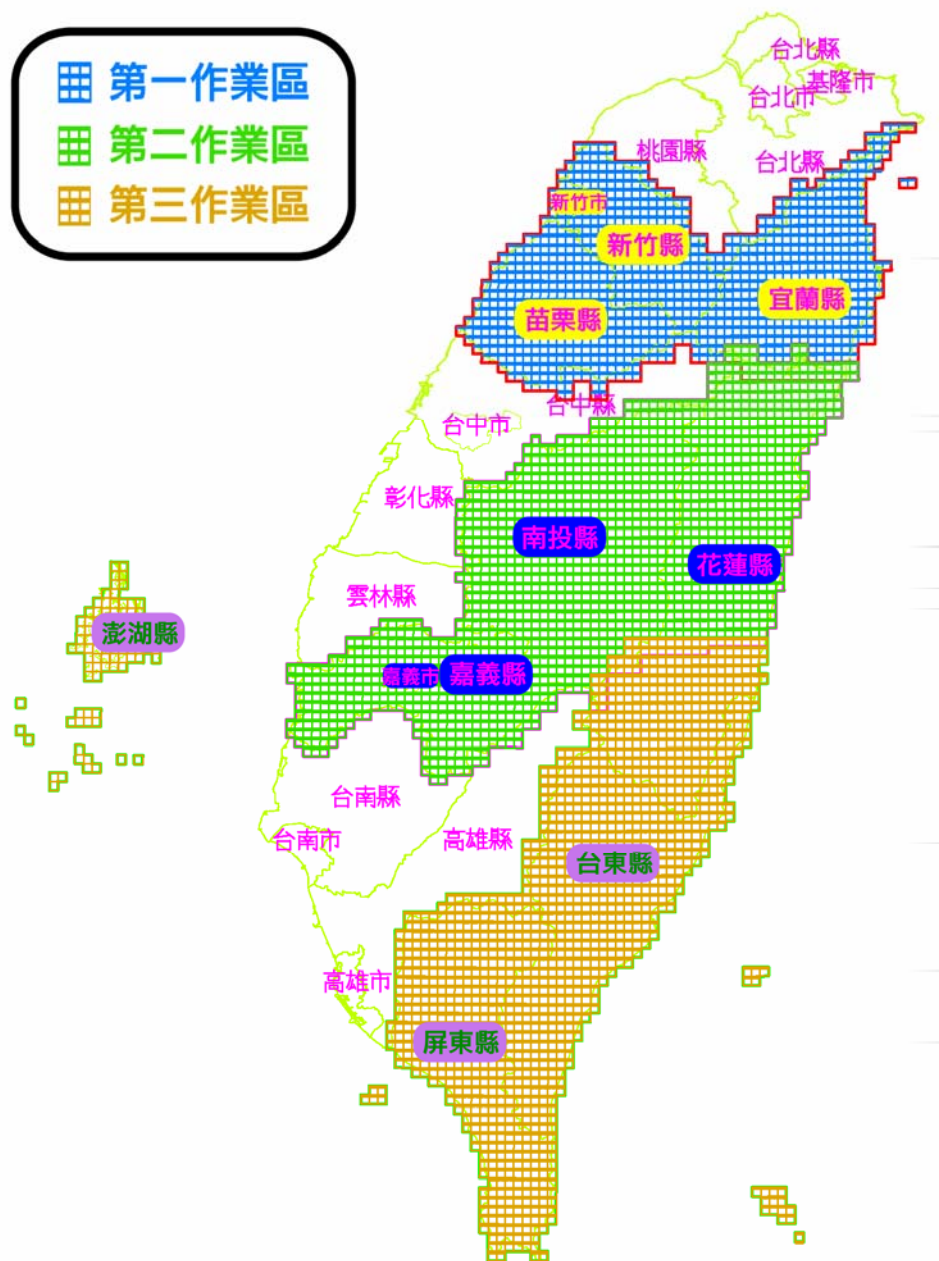 第一作業區
第二作業區
第三作業區
台北縣
基隆市
台北市
桃園縣
台北縣
新竹市
新竹縣
宜蘭縣
苗栗縣
台中縣
台中市
彰化縣
南投縣
花蓮縣
雲林縣
澎湖縣
嘉義市
嘉義縣
台南縣
台南市
高雄縣
台東縣
高雄市
屏東縣